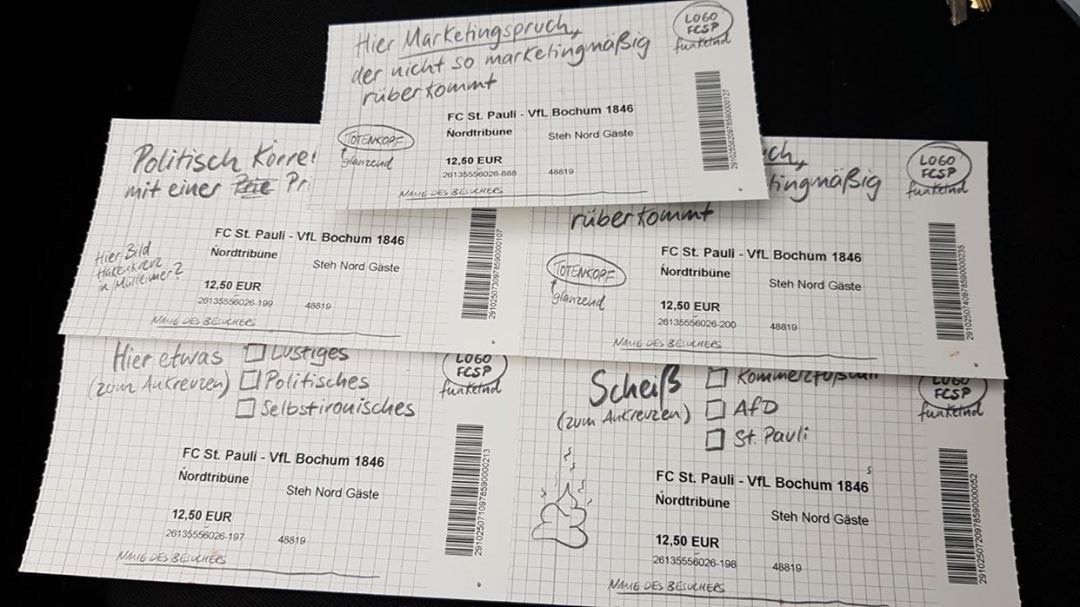 Hier Marketingspruch,
der nicht so marketingmäßig
rüberkommt
LOGO
FCSP
funkelnd
TOTENKOPF
glänzend
FC St. Pauli - VfL Bochum 1846
Nordtribüne
Steh Nord Gäste
12,50 EUR
26135556026-668
48819
NAME DES BESUCHERS
Politisch Korre
mit einer Pri
Hier Bild
Hakenkreuz
in Mülleimer?
FC St. Pauli - VfL Bochum 1846
Nordtribüne
Steh Nord Gäste
12,50 EUR
26135556026-199
48819
NAME DES BESUCHERS
ch,
tingmäßig
rüberkommt
LOGO
FCSP
funkelnd
TOTENKOPF
glänzend
FC St. Pauli - VfL Bochum 1846
Nordtribüne
Steh Nord Gäste
12,50 EUR
26135556026-200
48819
NAME DES BESUCHERS
Hier etwas
(zum Ankreuzen)
Lustiges
Politisches
Selbstironisches
LOGO
FCSP
funkelnd
FC St. Pauli - VfL Bochum 1846
Nordtribüne
Steh Nord Gäste
12,50 EUR
26135556026-197
48819
NAME DES BESUCHERS
Scheiß
(zum Ankreuzen)
Kommerzfußball
AfD
St. Pauli
LOGO
FCSP
funkelnd
FC St. Pauli - VfL Bochum 1846
Nordtribüne
Steh Nord Gäste
12,50 EUR
26135556026-198
48819
NAME DES BESUCHERS